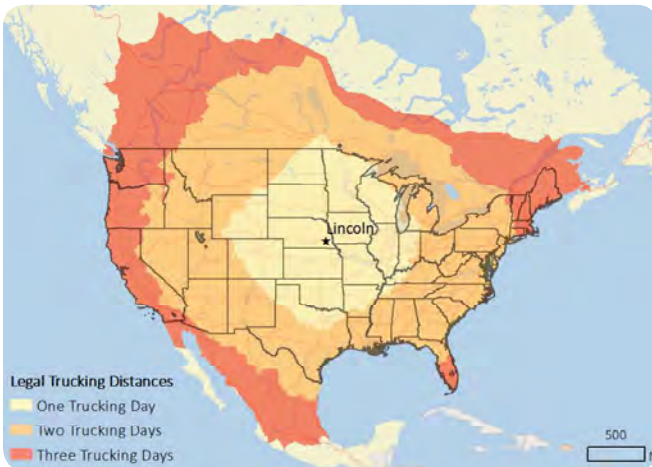 Lincoln
Legal Trucking Distances
One Trucking Day
Two Trucking Days
Three Trucking Days
500